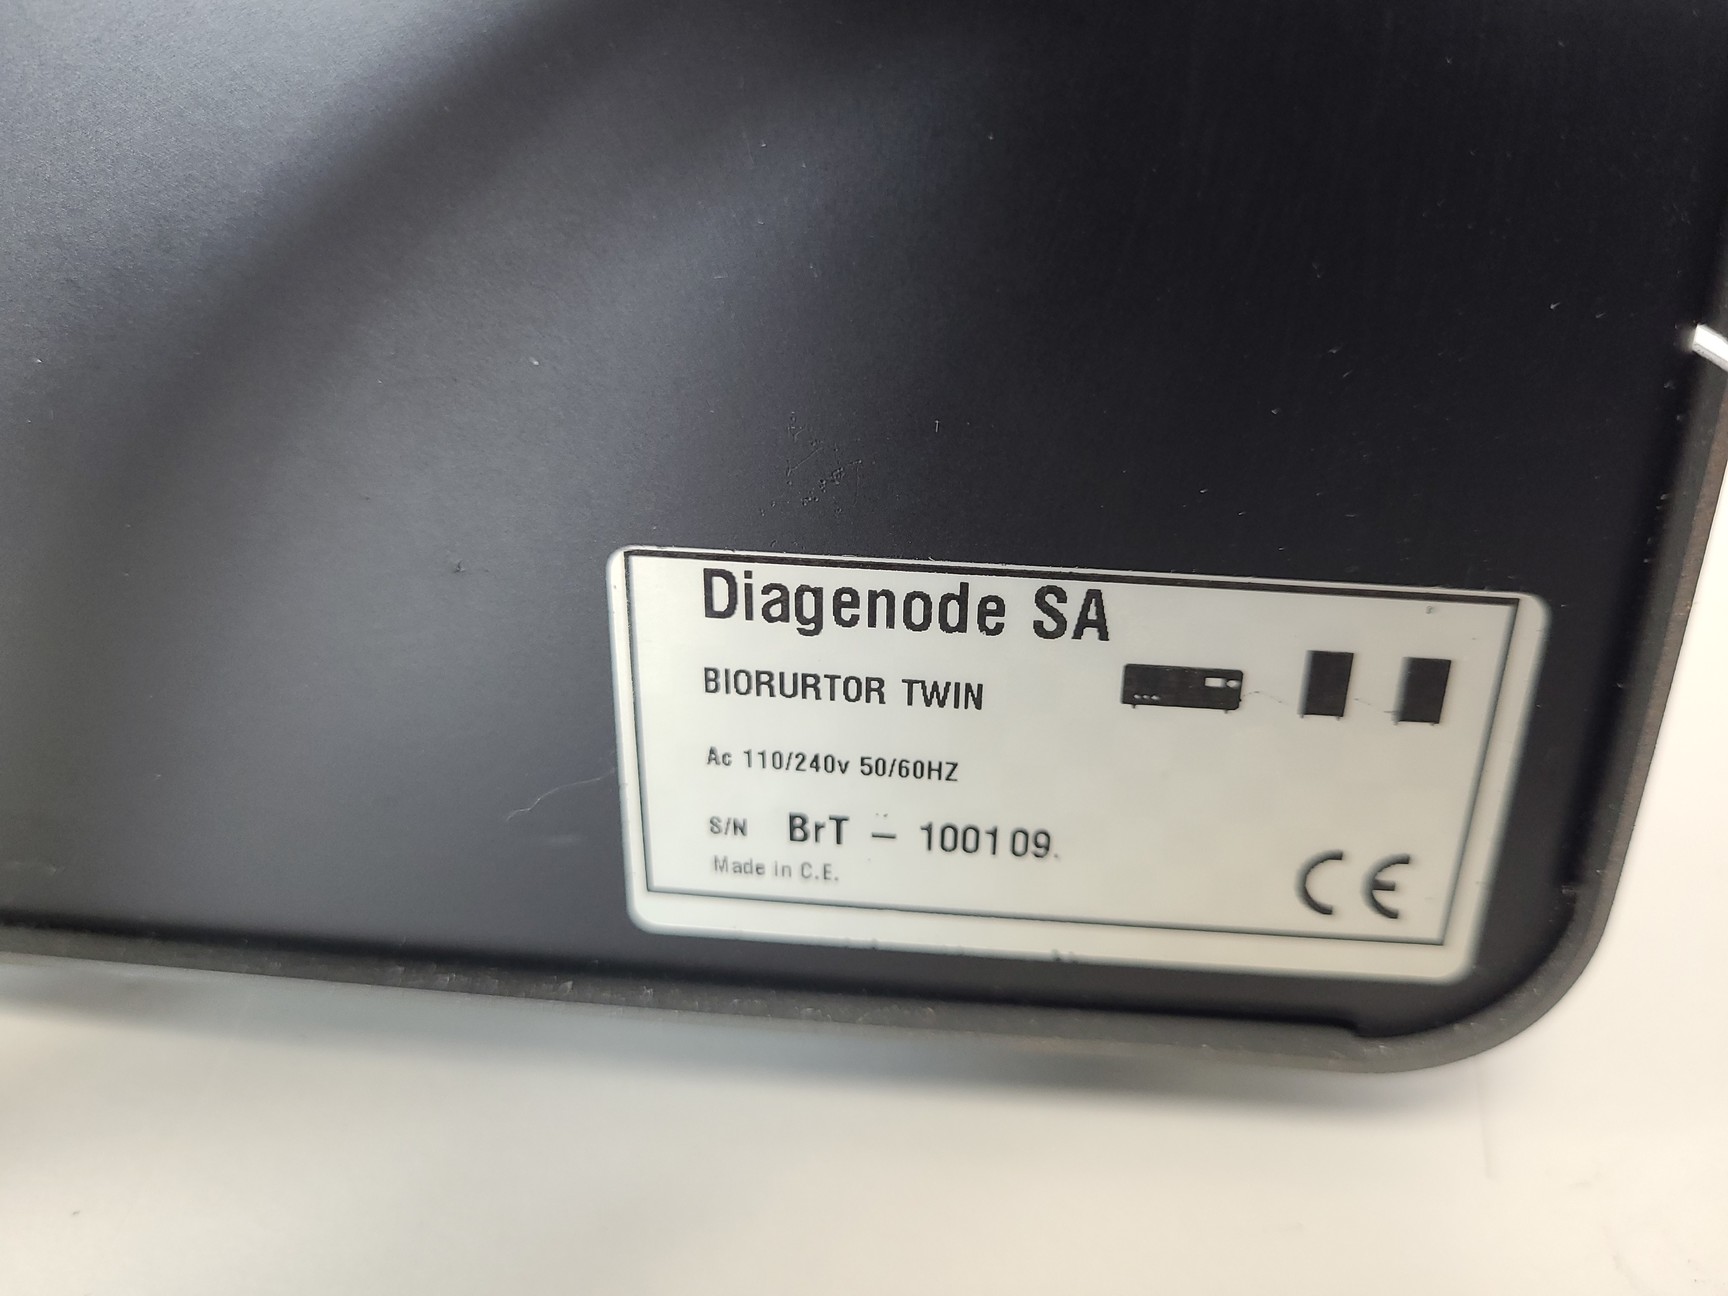 Diagenode SA
BIORURTOR TWIN
Ac 110/240v 50/60HZ
S/N BrT - 100109.
Made in C.E.
CE